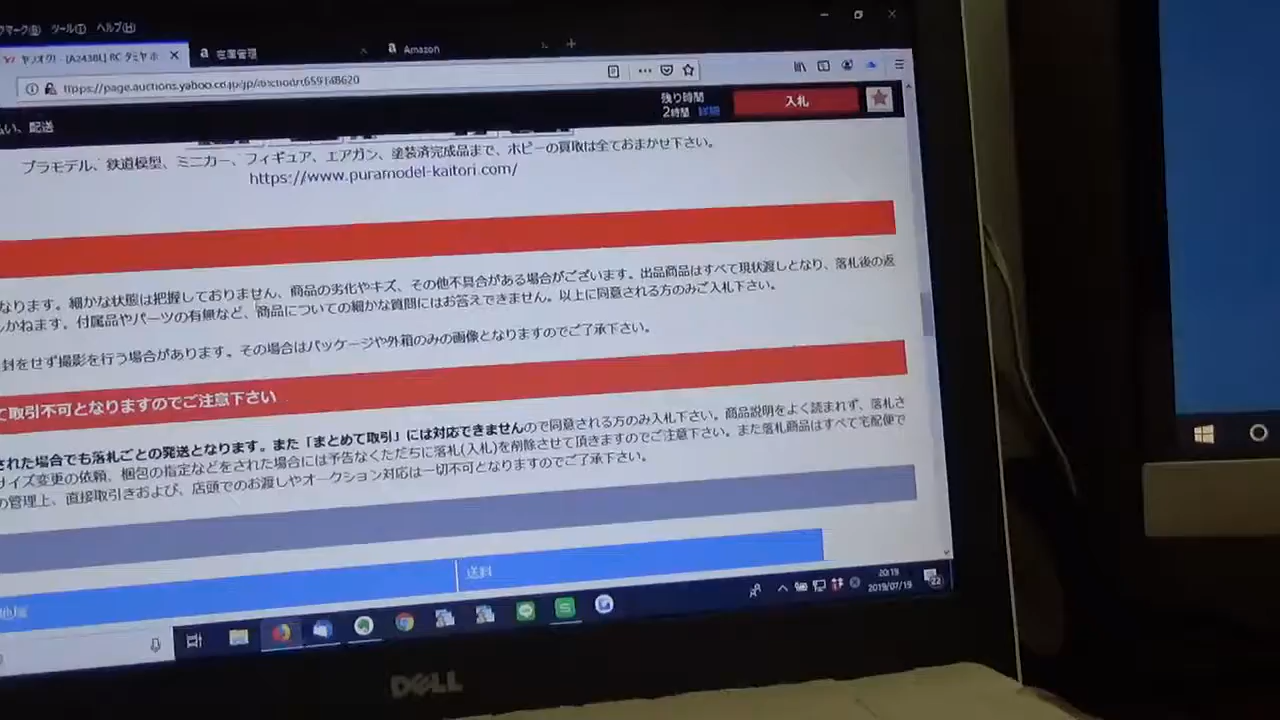 クマーク(B) ツール(T) ヘルプ(H)
ヤフオク! - [A2438L] RC タミヤ ホ
在庫管理
Amazon
https://page.auctions.yahoo.co.jp/jp/auction/
残り時間
2時間 詳細
入札
払い、配送
プラモデル、鉄道模型、ミニカー、フィギュア、エアガン、塗装済完成品まで、ホビーの買取は全ておまかせ下さい。
https://www.puramodel-kaitori.com/
なります。細かな状態は把握しておりません、商品の劣化やキズ、その他不具合がある場合がございます。出品商品はすべて現状渡しとなり、落札後の返
しかねます。付属品やパーツの有無など、商品についての細かな質問にはお答えできません。以上に同意される方のみご入札下さい。
封をせず撮影を行う場合があります。その場合はパッケージや外箱のみの画像となりますのでご了承下さい。
て取引不可となりますのでご注意下さい
された場合でも落札ごとの発送となります。また「まとめて取引」には対応できませんので同意される方のみ入札下さい。商品説明をよく読まれず、落札さ
サイズ変更の依頼、梱包の指定などをされた場合には予告なくただちに落札(入札)を削除させて頂きますのでご注意下さい。また落札商品はすべて宅配便で
の管理上、直接取引きおよび、店頭でのお渡しやオークション対応は一切不可となりますのでご了承下さい。
地域
送料
20:19
2019/07/19
22
DELL